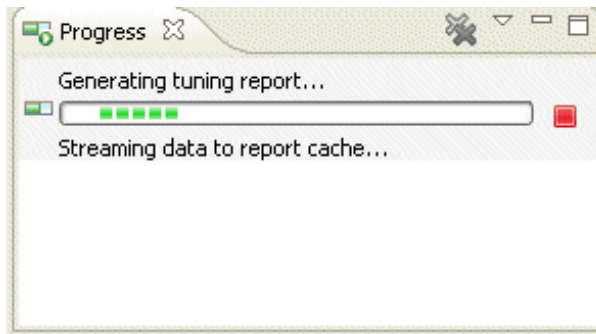 Progress
Generating tuning report...
Streaming data to report cache...